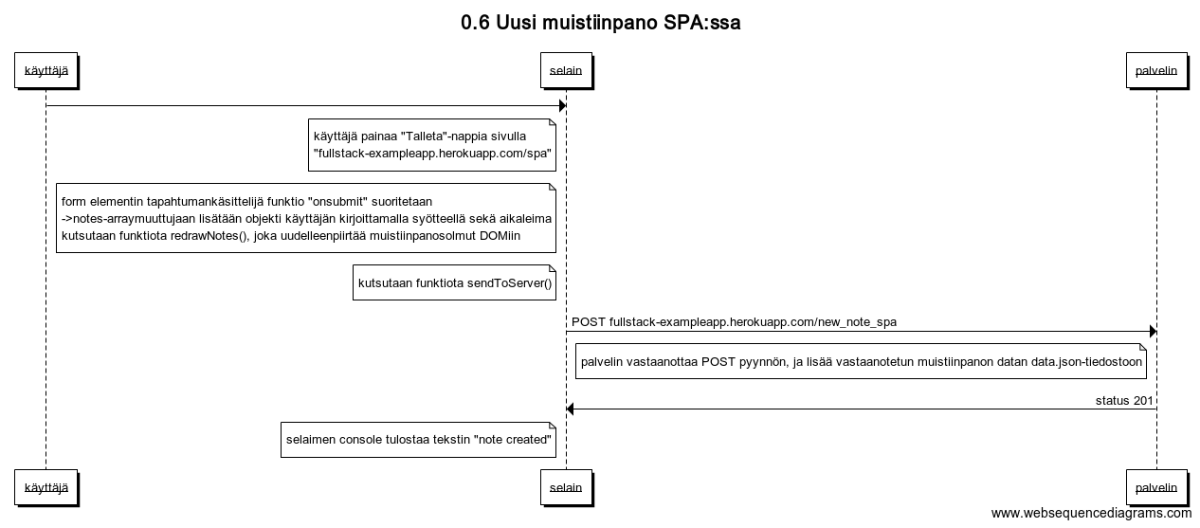 0.6 Uusi muistiinpano SPA:ssa
käyttäjä
selain
palvelin
käyttäjä painaa "Talleta"-nappia sivulla
"fullstack-exampleapp.herokuapp.com/spa"
form elementin tapahtumankäsittelijä funktio "onsubmit" suoritetaan
->notes-arraymuuttujaan lisätään objekti käyttäjän kirjoittamalla syötteellä sekä aikaleima
kutsutaan funktiota redrawNotes(), joka uudelleenpiirtää muistiinpanosolmut DOMiin
kutsutaan funktiota sendToServer()
POST fullstack-exampleapp.herokuapp.com/new_note_spa
palvelin vastaanottaa POST pyynnön, ja lisää vastaanotetun muistiinpanon datan data.json-tiedostoon
status 201
selaimen console tulostaa tekstin "note created"
käyttäjä
selain
palvelin
www.websequencediagrams.com